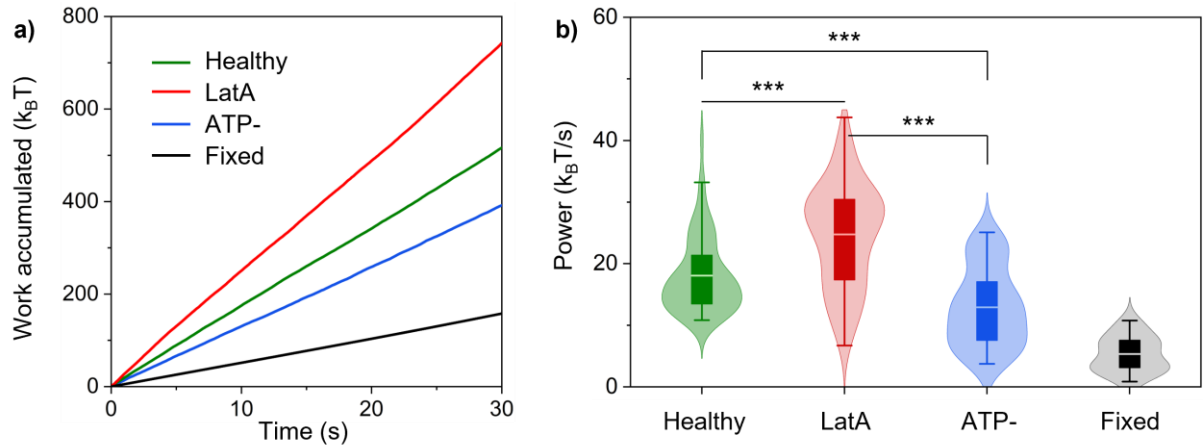 a)
Work accumulated (kBT)
800
600
400
200
0
0
10
20
30
Time (s)
Healthy
LatA
ATP-
Fixed
b)
Power (kBT/s)
60
40
20
0
***
***
***
Healthy
LatA
ATP-
Fixed